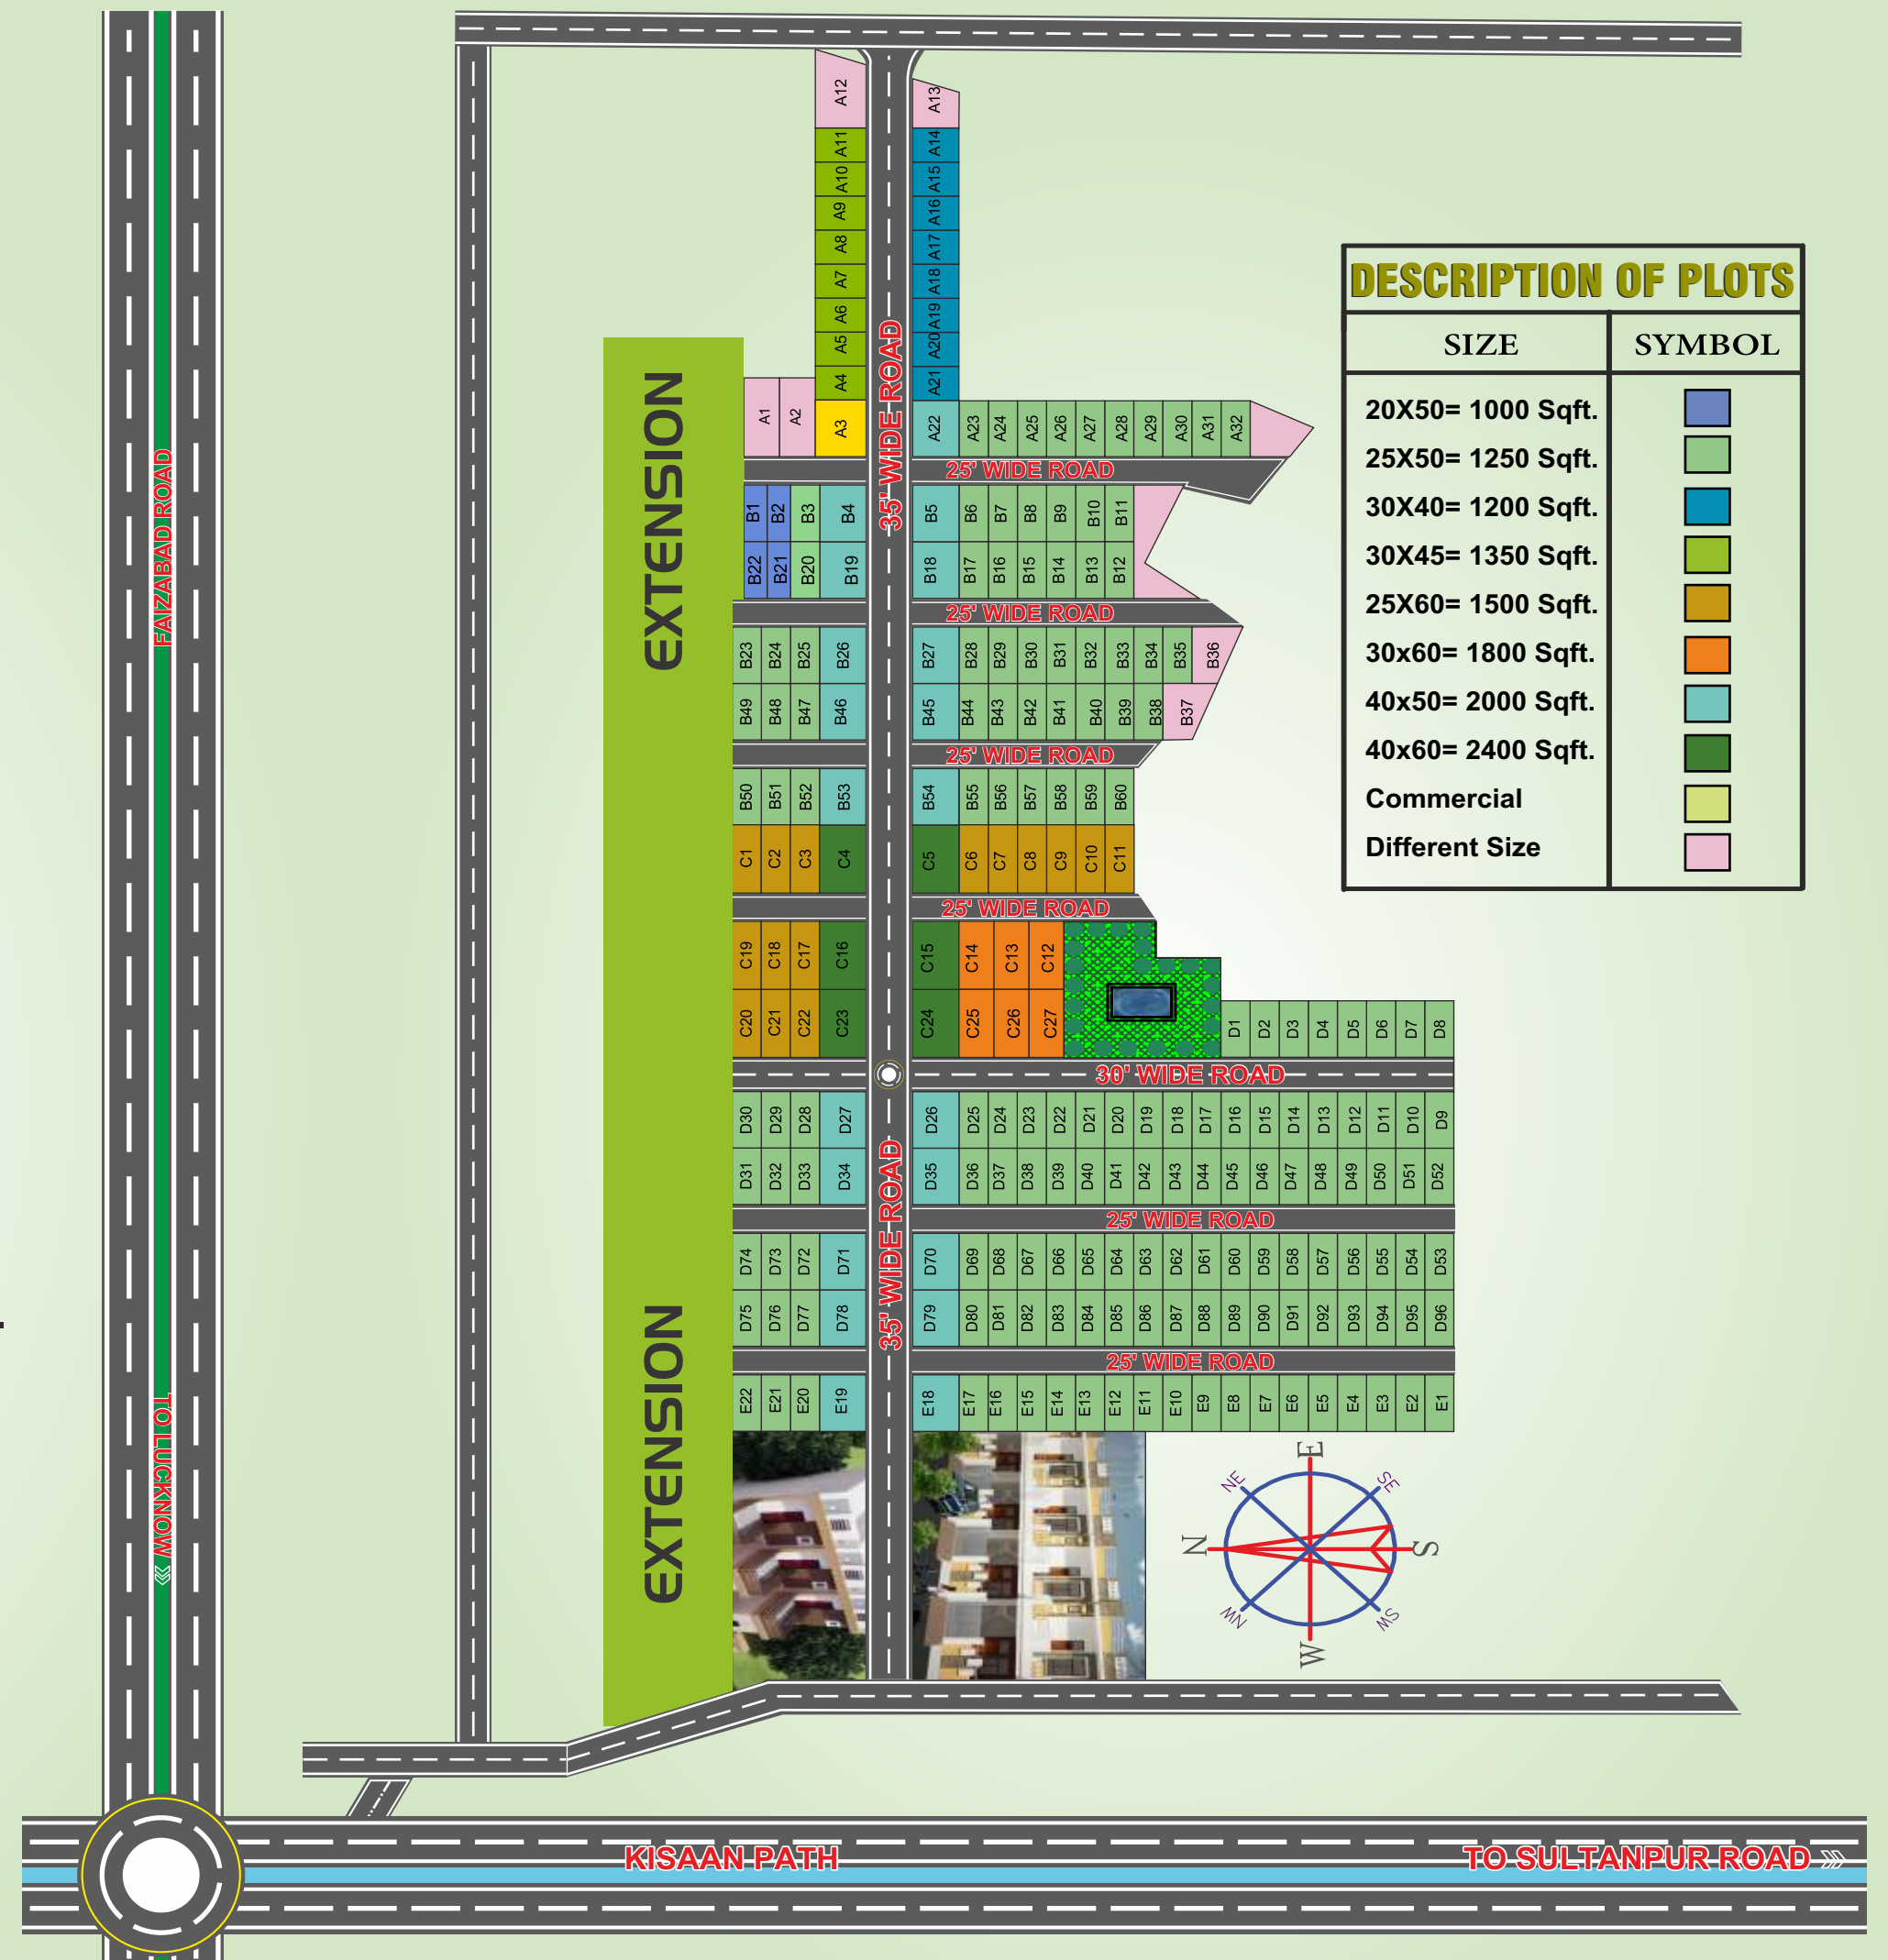 A12
A13
A11
A14
A10
A15
A9
A16
A8
A17
A7
A18
A6
A19
A5
A20
A4
A21
A1 A2 A3
A22 A23 A24 A25 A26 A27 A28 A29 A30 A31 A32
25' WIDE ROAD
35' WIDE ROAD
B1 B2 B3 B4
B5 B6 B7 B8 B9 B10 B11
B22 B21 B20 B19
B18 B17 B16 B15 B14 B13 B12
25' WIDE ROAD
B23 B24 B25 B26
B27 B28 B29 B30 B31 B32 B33 B34 B35 B36
B49 B48 B47 B46
B45 B44 B43 B42 B41 B40 B39 B38 B37
25' WIDE ROAD
B50 B51 B52 B53
B54 B55 B56 B57 B58 B59 B60
C1 C2 C3 C4
C5 C6 C7 C8 C9 C10 C11
25' WIDE ROAD
C19 C18 C17 C16
C15 C14 C13 C12
C20 C21 C22 C23
C24 C25 C26 C27
D1 D2 D3 D4 D5 D6 D7 D8
30' WIDE ROAD
D30 D29 D28 D27
D26 D25 D24 D23 D22 D21 D20 D19 D18 D17 D16 D15 D14 D13 D12 D11 D10 D9
D31 D32 D33 D34
D35 D36 D37 D38 D39 D40 D41 D42 D43 D44 D45 D46 D47 D48 D49 D50 D51 D52
35' WIDE ROAD
25' WIDE ROAD
D74 D73 D72 D71
D70 D69 D68 D67 D66 D65 D64 D63 D62 D61 D60 D59 D58 D57 D56 D55 D54 D53
D75 D76 D77 D78
D79 D80 D81 D82 D83 D84 D85 D86 D87 D88 D89 D90 D91 D92 D93 D94 D95 D96
25' WIDE ROAD
E22 E21 E20 E19
E18 E17 E16 E15 E14 E13 E12 E11 E10 E9 E8 E7 E6 E5 E4 E3 E2 E1
EXTENSION
EXTENSION
FAIZABAD ROAD
TO LUCKNOW
DESCRIPTION OF PLOTS
SIZE SYMBOL
20X50= 1000 Sqft.
25X50= 1250 Sqft.
30X40= 1200 Sqft.
30X45= 1350 Sqft.
25X60= 1500 Sqft.
30x60= 1800 Sqft.
40x50= 2000 Sqft.
40x60= 2400 Sqft.
Commercial
Different Size
E
NE SE
N S
NW SW
W
KISAAN PATH
TO SULTANPUR ROAD